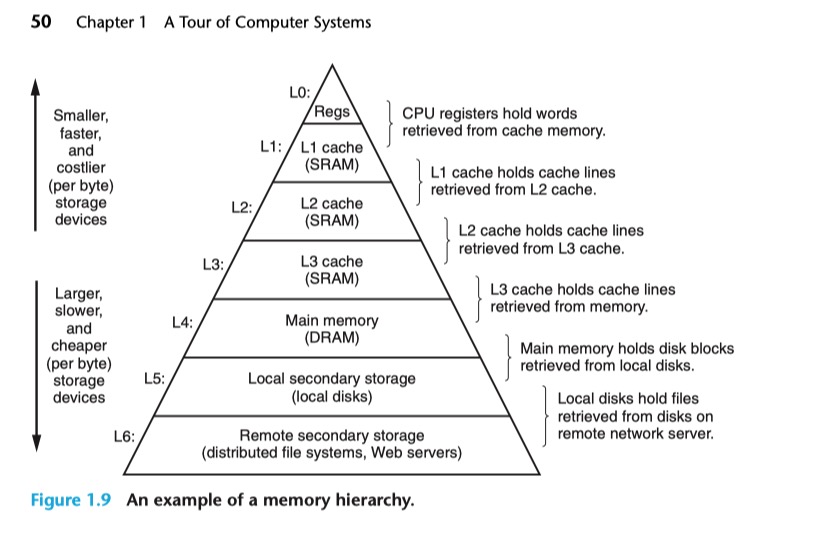 50 Chapter 1 A Tour of Computer Systems
Smaller,
faster,
and
costlier
(per byte)
storage
devices
Larger,
slower,
and
cheaper
(per byte)
storage
devices
L0:
Regs
CPU registers hold words
retrieved from cache memory.
L1:
L1 cache
(SRAM)
L1 cache holds cache lines
retrieved from L2 cache.
L2:
L2 cache
(SRAM)
L2 cache holds cache lines
retrieved from L3 cache.
L3:
L3 cache
(SRAM)
L3 cache holds cache lines
retrieved from memory.
L4:
Main memory
(DRAM)
Main memory holds disk blocks
retrieved from local disks.
L5:
Local secondary storage
(local disks)
Local disks hold files
retrieved from disks on
remote network server.
L6:
Remote secondary storage
(distributed file systems, Web servers)
Figure 1.9 An example of a memory hierarchy.